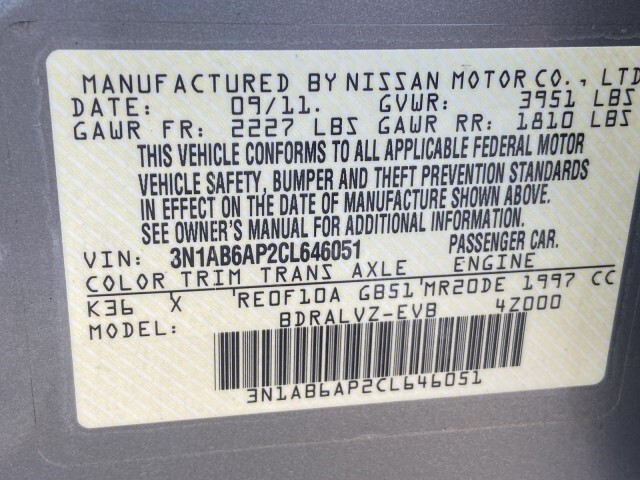 MANUFACTURED BY NISSAN MOTOR CO., LTD
DATE: 09/11. GVWR: 3951 LBS
GAWR FR: 2227 LBS GAWR RR: 1810 LBS
THIS VEHICLE CONFORMS TO ALL APPLICABLE FEDERAL MOTOR
VEHICLE SAFETY, BUMPER AND THEFT PREVENTION STANDARDS
IN EFFECT ON THE DATE OF MANUFACTURE SHOWN ABOVE.
SEE OWNER'S MANUAL FOR ADDITIONAL INFORMATION.
VIN: 3N1AB6AP2CL646051 PASSENGER CAR.
COLOR TRIM TRANS AXLE ENGINE
K36 X RE0F10A GB51 MR20DE 1997 CC
MODEL: BDRALVZ-EVB 4Z000
3N1AB6AP2CL646051